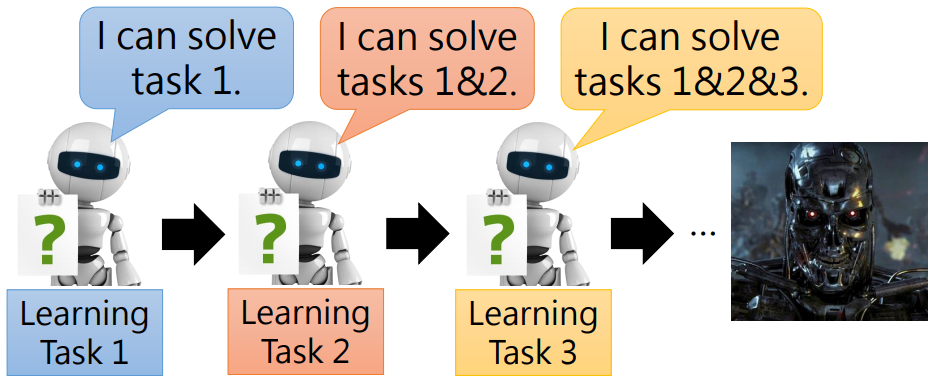 I can solve
task 1.
I can solve
tasks 1&2.
I can solve
tasks 1&2&3.
?
?
?
...
Learning
Task 1
Learning
Task 2
Learning
Task 3